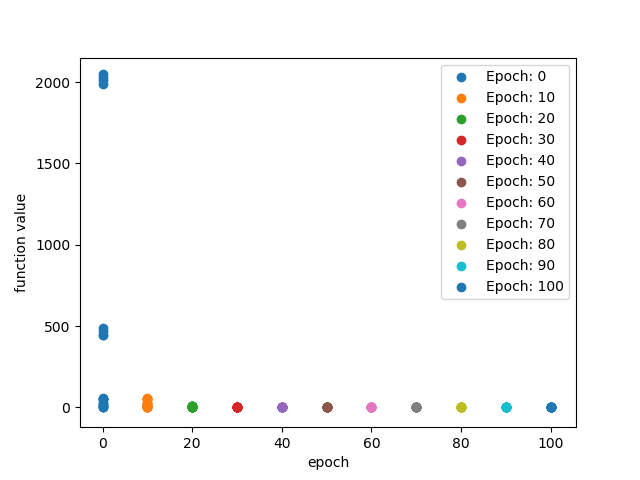 2000
1500
1000
500
0
function value
0
20
40
60
80
100
epoch
Epoch: 0
Epoch: 10
Epoch: 20
Epoch: 30
Epoch: 40
Epoch: 50
Epoch: 60
Epoch: 70
Epoch: 80
Epoch: 90
Epoch: 100